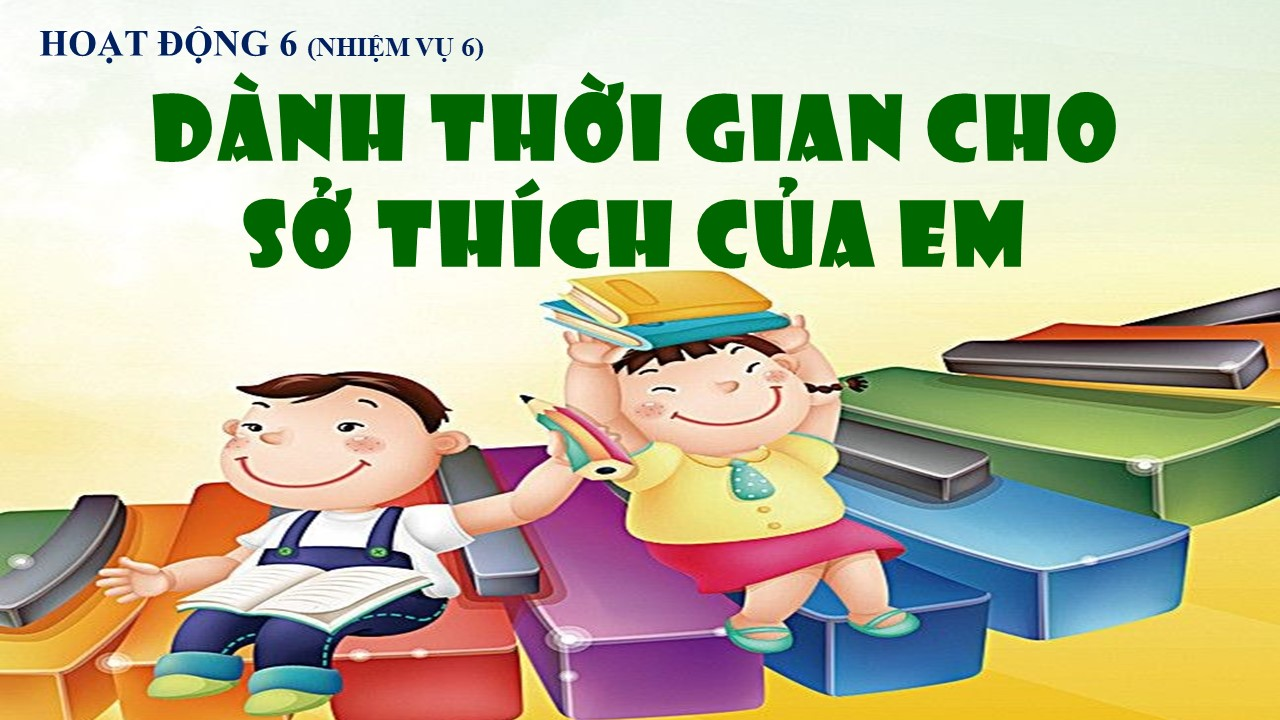 HOẠT ĐỘNG 6 (NHIỆM VỤ 6)
DÀNH THỜI GIAN CHO
SỞ THÍCH CỦA EM